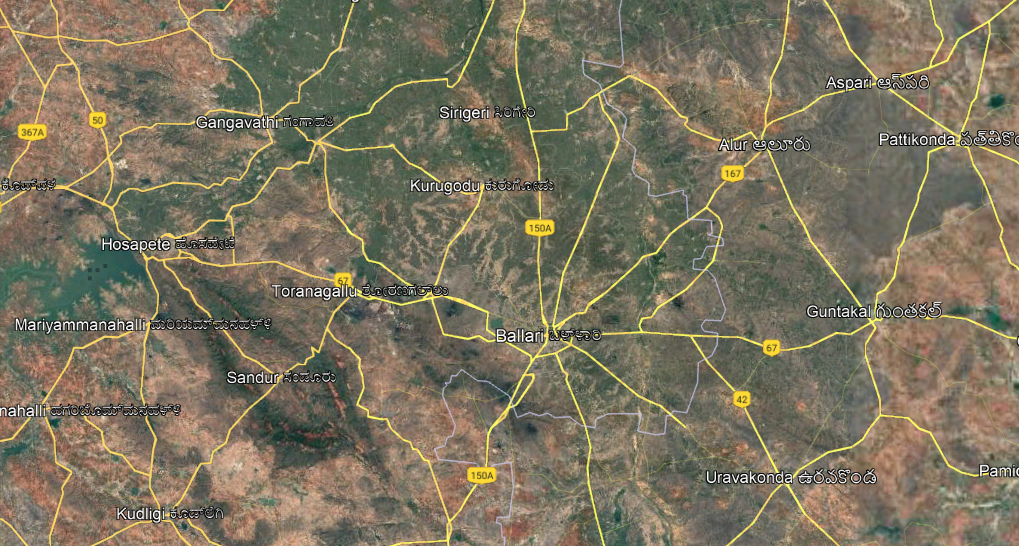 Aspari ఆస్పరి
50
Sirigeri ಸಿರಿಗೇರಿ
Gangavathi ಗಂಗಾವತಿ
367A
Pattikonda
Alur ఆలూరు
167
Kurugodu ಕುರುಗೋಡು
150A
Hosapete ಹೊಸಪೇಟೆ
67
Toranagallu ತೋರಣಗಲ್‌ಲು
Guntakal గుంతకల్
Mariyammanahalli ಮರಿಯಮ್‌ಮನಹಳ್‌ಳಿ
Ballari ಬಳ್‌ಳಾರಿ
67
Sandur ಸಂಡೂರು
42
150A
Uravakonda ఉరవకొండ
Kudligi ಕೂಡ್‌ಲಿಗಿ